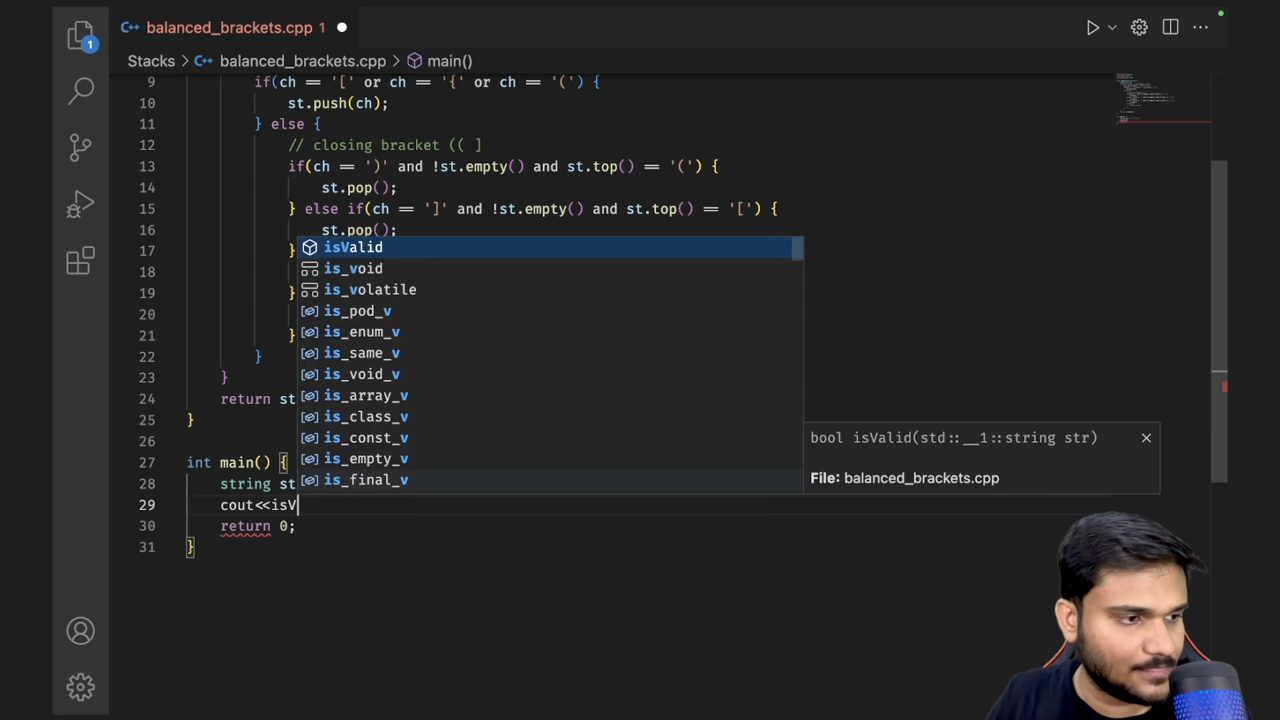 balanced_brackets.cpp 1
1
Stacks > balanced_brackets.cpp > main()
9 if(ch == '[' or ch == '{' or ch == '(') {
10 st.push(ch);
11 } else {
12 // closing bracket (( ]
13 if(ch == ')' and !st.empty() and st.top() == '(') {
14 st.pop();
15 } else if(ch == ']' and !st.empty() and st.top() == '[') {
16 st.pop();
17 }
18
19 }
20
21 }
22 }
23 }
24 return st
25 }
26
27 int main() {
28 string st
29 cout<<isV
30 return 0;
31 }
isValid
is_void
is_volatile
is_pod_v
is_enum_v
is_same_v
is_void_v
is_array_v
is_class_v
is_const_v
is_empty_v
is_final_v
bool isValid(std::__1::string str)
File: balanced_brackets.cpp